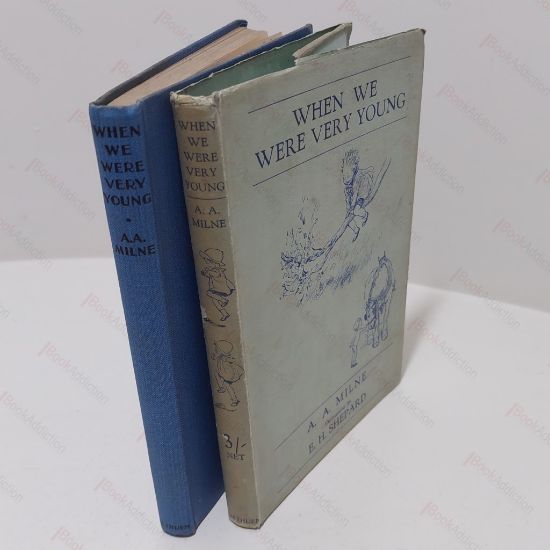 WHEN
WE
WERE
VERY
YOUNG
A.A.
MILNE
WHEN
WE
WERE
VERY
YOUNG
A. A.
MILNE
3/-
NET
WHEN WE
WERE VERY YOUNG
A. A. MILNE
E. H. SHEPARD
BookAddiction